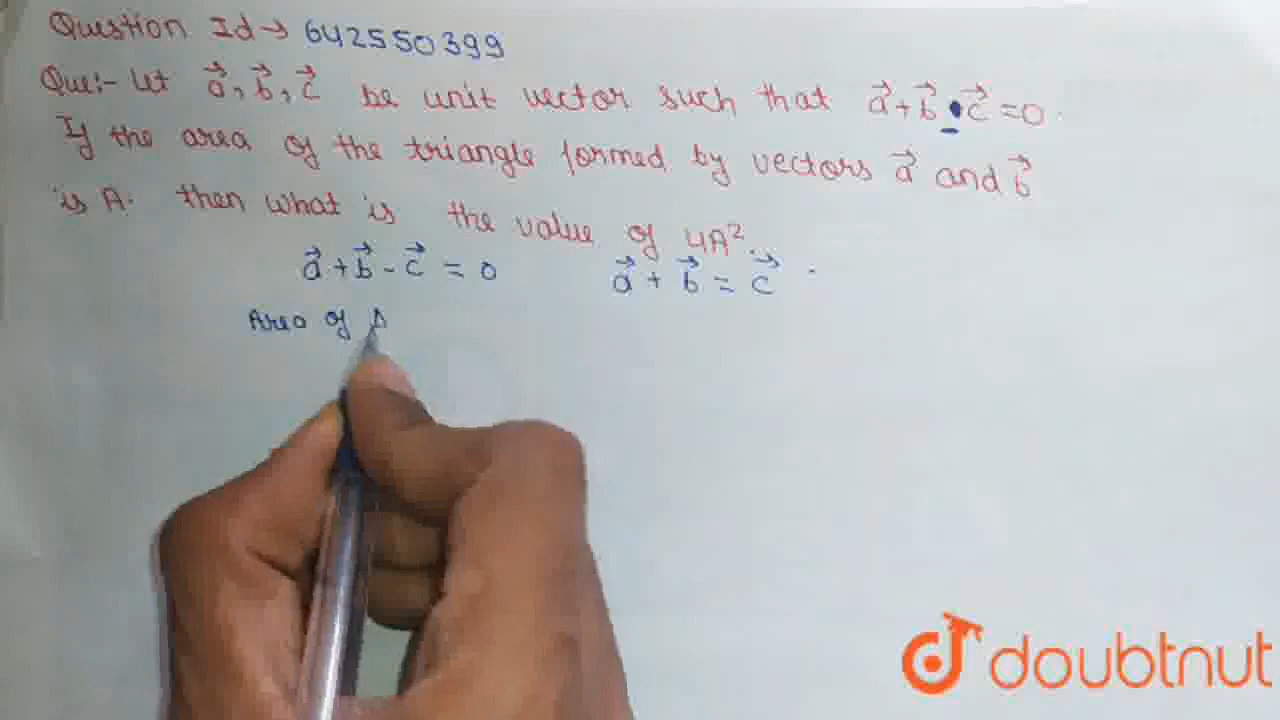 Question Id → 642550399
Que:- Let a⃗, b⃗, c⃗ be unit vector such that a⃗ + b⃗ • c⃗ = 0.
If the area of the triangle formed by vectors a⃗ and b⃗
is A. then what is the value of 4A².
a⃗ + b⃗ - c⃗ = 0 a⃗ + b⃗ = c⃗.
Area of Δ
doubtnut